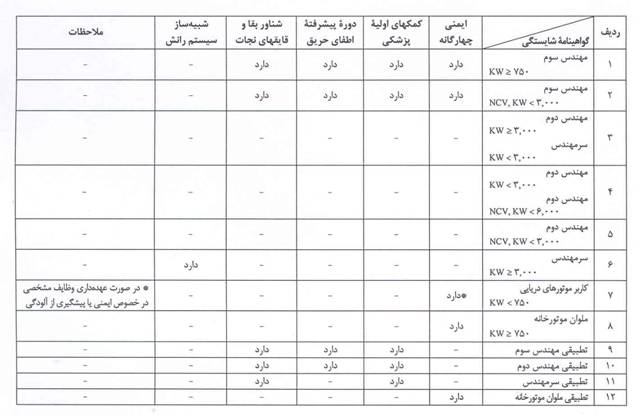 ردیف | گواهینامهٔ شایستگی | ایمنی چهارگانه | کمکهای اولیهٔ پزشکی | دورهٔ پیشرفتهٔ اطفای حریق | شناور بقا و قایقهای نجات | شبیه‌ساز سیستم رانش | ملاحظات
۱ | مهندس سوم KW ≥ ۷۵۰ | دارد | دارد | دارد | دارد | – | –
۲ | مهندس سوم NCV, KW < ۳,۰۰۰ | دارد | دارد | دارد | دارد | – | –
۳ | مهندس دوم KW ≥ ۳,۰۰۰ سرمهندس KW < ۳,۰۰۰ | – | – | – | – | – | –
۴ | مهندس دوم KW < ۳,۰۰۰ مهندس دوم NCV, KW < ۶,۰۰۰ | – | – | – | – | – | –
۵ | مهندس دوم NCV, KW < ۳,۰۰۰ | – | – | – | – | – | –
۶ | سرمهندس KW ≥ ۳,۰۰۰ | – | – | – | – | دارد | –
۷ | کاربر موتورهای دریایی KW < ۷۵۰ | *دارد | – | – | – | – | * در صورت عهده‌داری وظایف مشخصی در خصوص ایمنی یا پیشگیری از آلودگی
۸ | ملوان موتورخانه KW ≥ ۷۵۰ | دارد | – | – | – | – | –
۹ | تطبیقی مهندس سوم | – | دارد | دارد | دارد | – | –
۱۰ | تطبیقی مهندس دوم | – | دارد | دارد | دارد | – | –
۱۱ | تطبیقی سرمهندس | – | دارد | – | دارد | – | –
۱۲ | تطبیقی ملوان موتورخانه | دارد | – | – | – | – | –